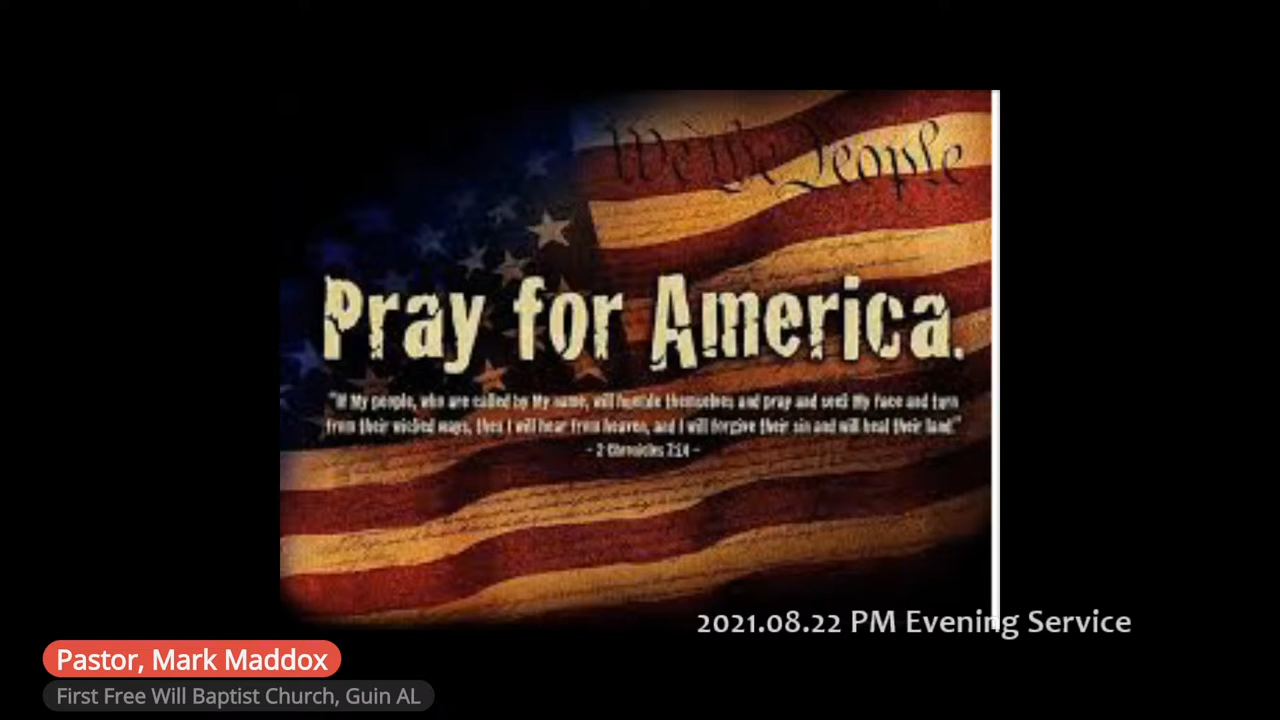 We the People
Pray for America.
"If My people, who are called by My name, will humble themselves and pray and seek My face and turn
from their wicked ways, then I will hear from heaven, and I will forgive their sin and will heal their land."
- 2 Chronicles 7:14 -
2021.08.22 PM Evening Service
Pastor, Mark Maddox
First Free Will Baptist Church, Guin AL